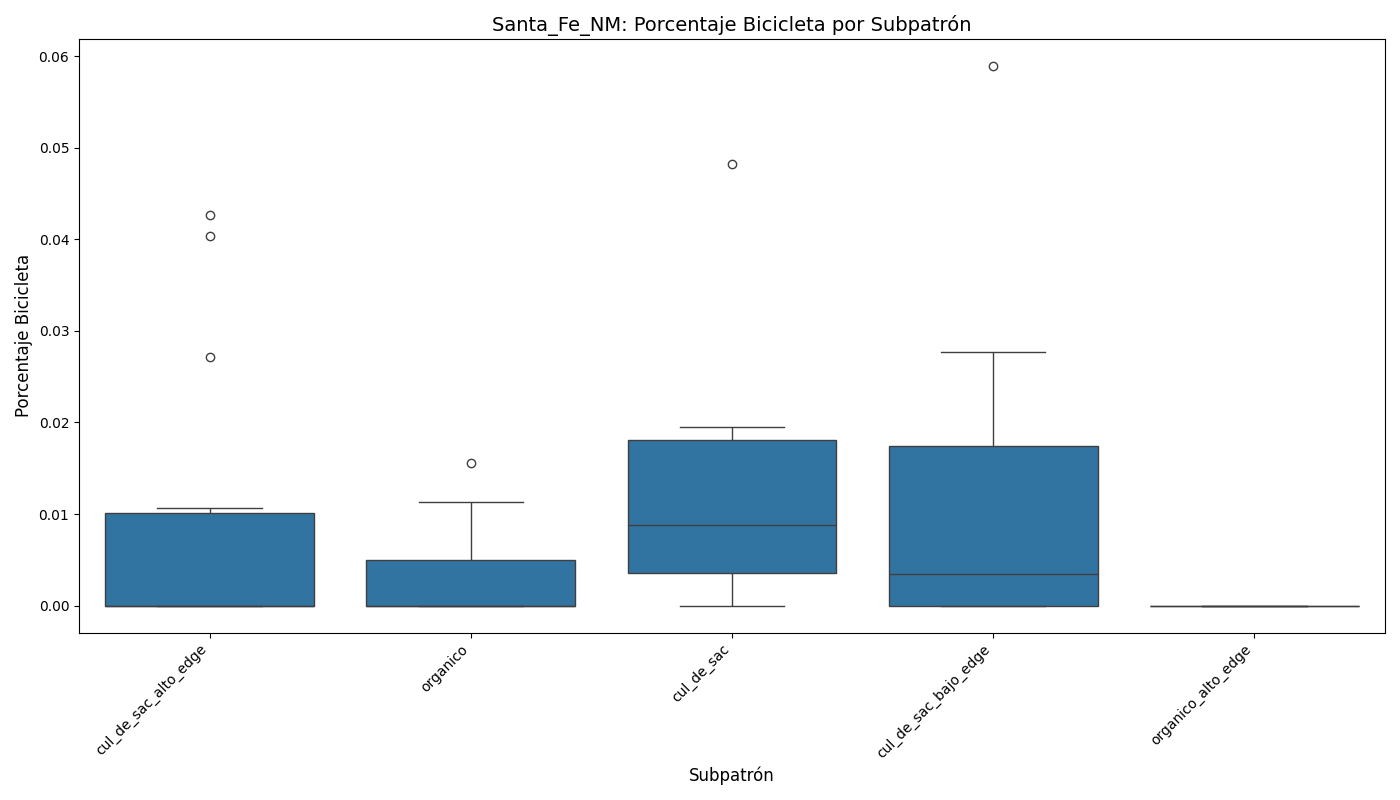 Santa_Fe_NM: Porcentaje Bicicleta por Subpatrón
Porcentaje Bicicleta
0.06
0.05
0.04
0.03
0.02
0.01
0.00
cul_de_sac_alto_edge
organico
cul_de_sac
cul_de_sac_bajo_edge
organico_alto_edge
Subpatrón